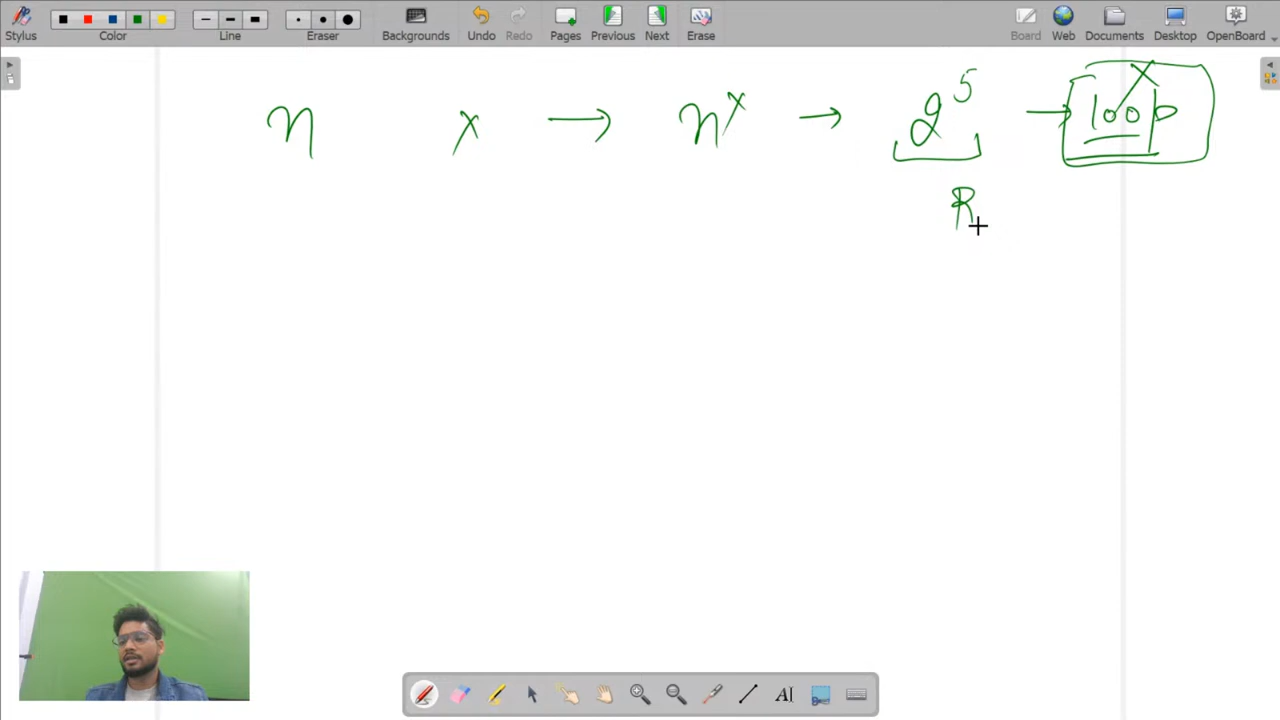 Stylus Color Line Eraser Backgrounds Undo Redo Pages Previous Next Erase Board Web Documents Desktop OpenBoard
n x → n^x → 2^5 → loop
R